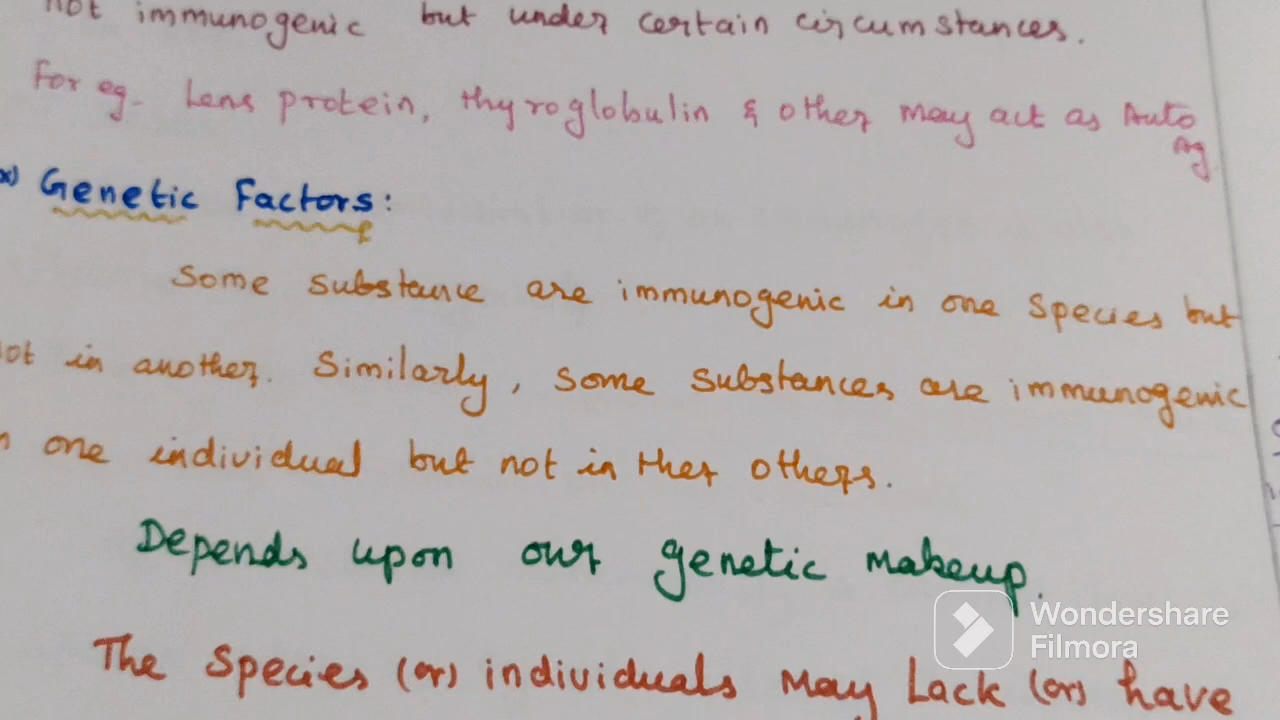 not immunogenic but under certain circumstances.
For eg. Lens protein, thyroglobulin & other may act as Auto
Ag.
x) Genetic Factors:
Some substance are immunogenic in one species but
not in another. Similarly, some substances are immunogenic
one individual but not in ther others.
Depends upon our genetic makeup.
Wondershare
Filmora
The species (or) individuals may Lack (or) have